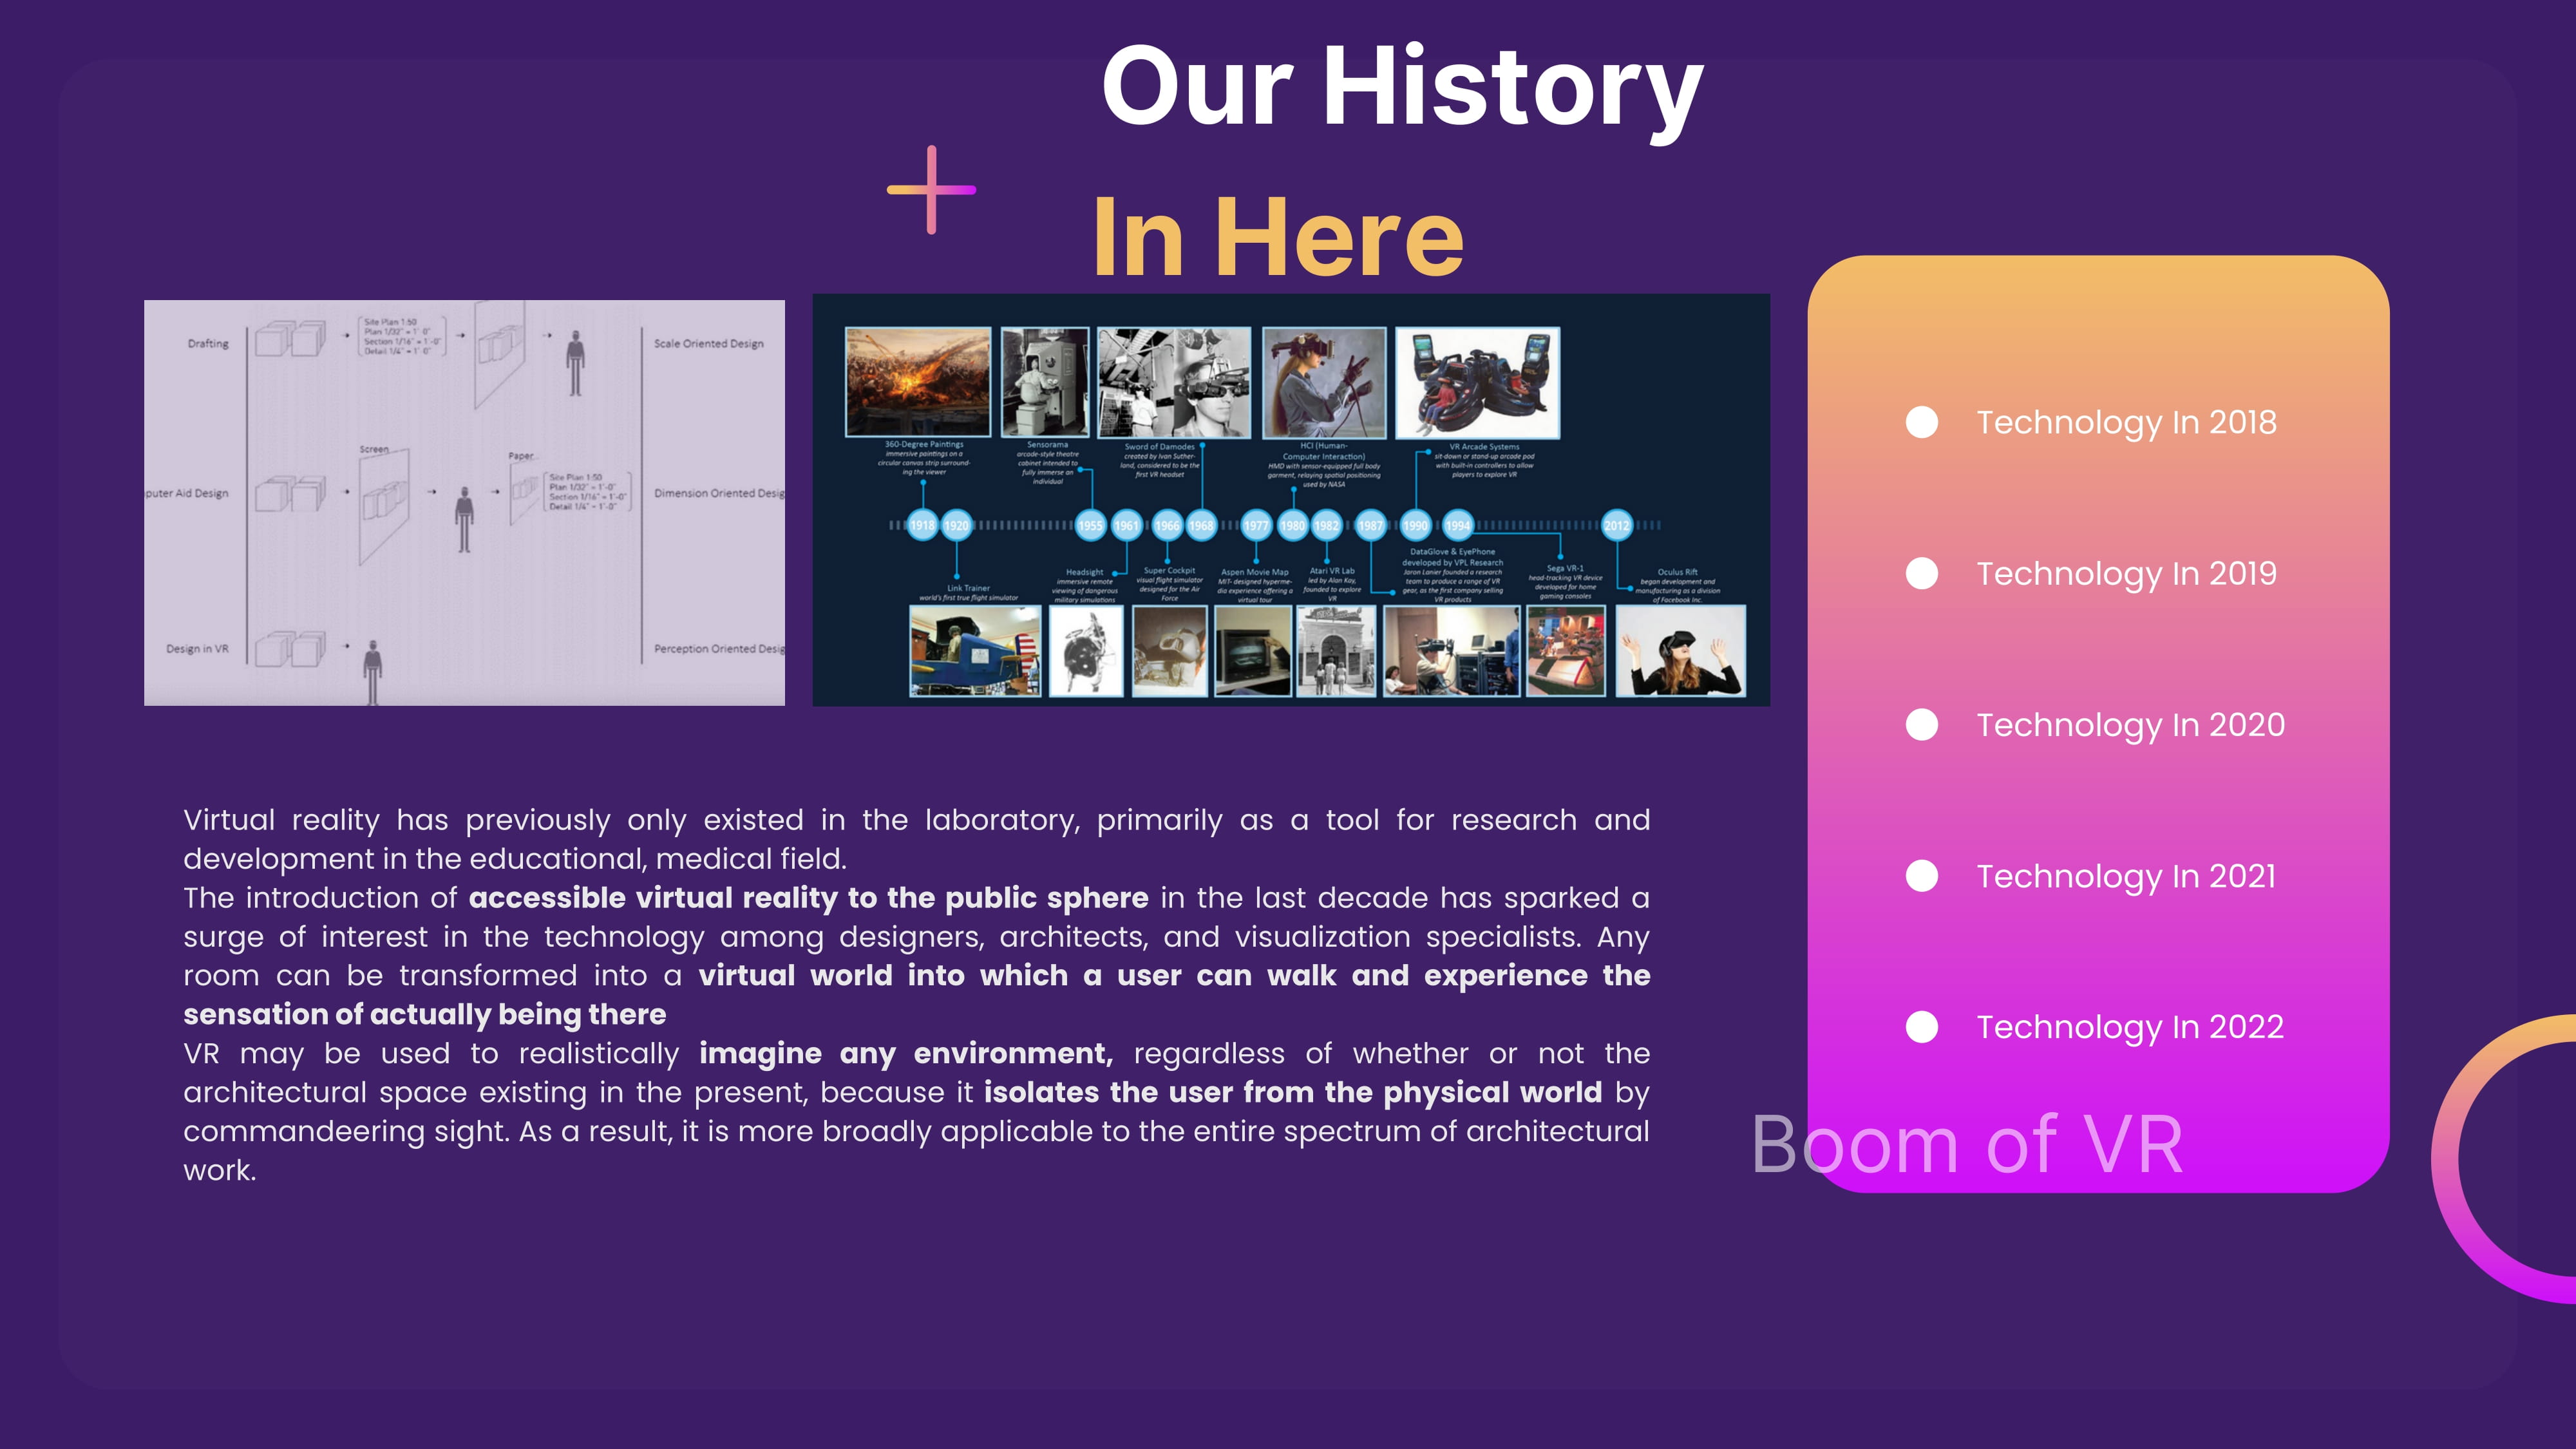 Our History
In Here
Drafting
Site Plan 1:50
Plan 1/32" = 1'-0"
Section 1/16" = 1'-0"
Detail 1/4" = 1'-0"
Scale Oriented Design
Screen
Paper
puter Aid Design
Site Plan 1:50
Plan 1/32" = 1'-0"
Section 1/16" = 1'-0"
Detail 1/4" = 1'-0"
Dimension Oriented Desig
Design in VR
Perception Oriented Desig
360-Degree Paintings
immersive paintings on a
circular canvas strip surround-
ing the viewer
Sensorama
arcade-style theatre
cabinet intended to
fully immerse an
individual
Sword of Damodes
created by Ivan Suther-
land, considered to be the
first VR headset
HCI (Human-
Computer Interaction)
HMD with sensor-equipped full body
garment, relaying spatial positioning
used by NASA
VR Arcade Systems
sit-down or stand-up arcade pod
with built-in controllers to allow
players to explore VR
1918 1920 1955 1961 1966 1968 1977 1980 1982 1987 1990 1994 2012
Link Trainer
world's first true flight simulator
Headsight
immersive remote
viewing of dangerous
military simulations
Super Cockpit
visual flight simulator
designed for the Air
Force
Aspen Movie Map
MIT- designed hyperme-
dia experience offering a
virtual tour
Atari VR Lab
led by Alan Kay,
founded to explore
VR
DataGlove & EyePhone
developed by VPL Research
Jaron Lanier founded a research
team to produce a range of VR
gear, as the first company selling
VR products
Sega VR-1
head-tracking VR device
developed for home
gaming consoles
Oculus Rift
began development and
manufacturing as a division
of Facebook Inc.
Virtual reality has previously only existed in the laboratory, primarily as a tool for research and
development in the educational, medical field.
The introduction of accessible virtual reality to the public sphere in the last decade has sparked a
surge of interest in the technology among designers, architects, and visualization specialists. Any
room can be transformed into a virtual world into which a user can walk and experience the
sensation of actually being there
VR may be used to realistically imagine any environment, regardless of whether or not the
architectural space existing in the present, because it isolates the user from the physical world by
commandeering sight. As a result, it is more broadly applicable to the entire spectrum of architectural
work.
Technology In 2018
Technology In 2019
Technology In 2020
Technology In 2021
Technology In 2022
Boom of VR